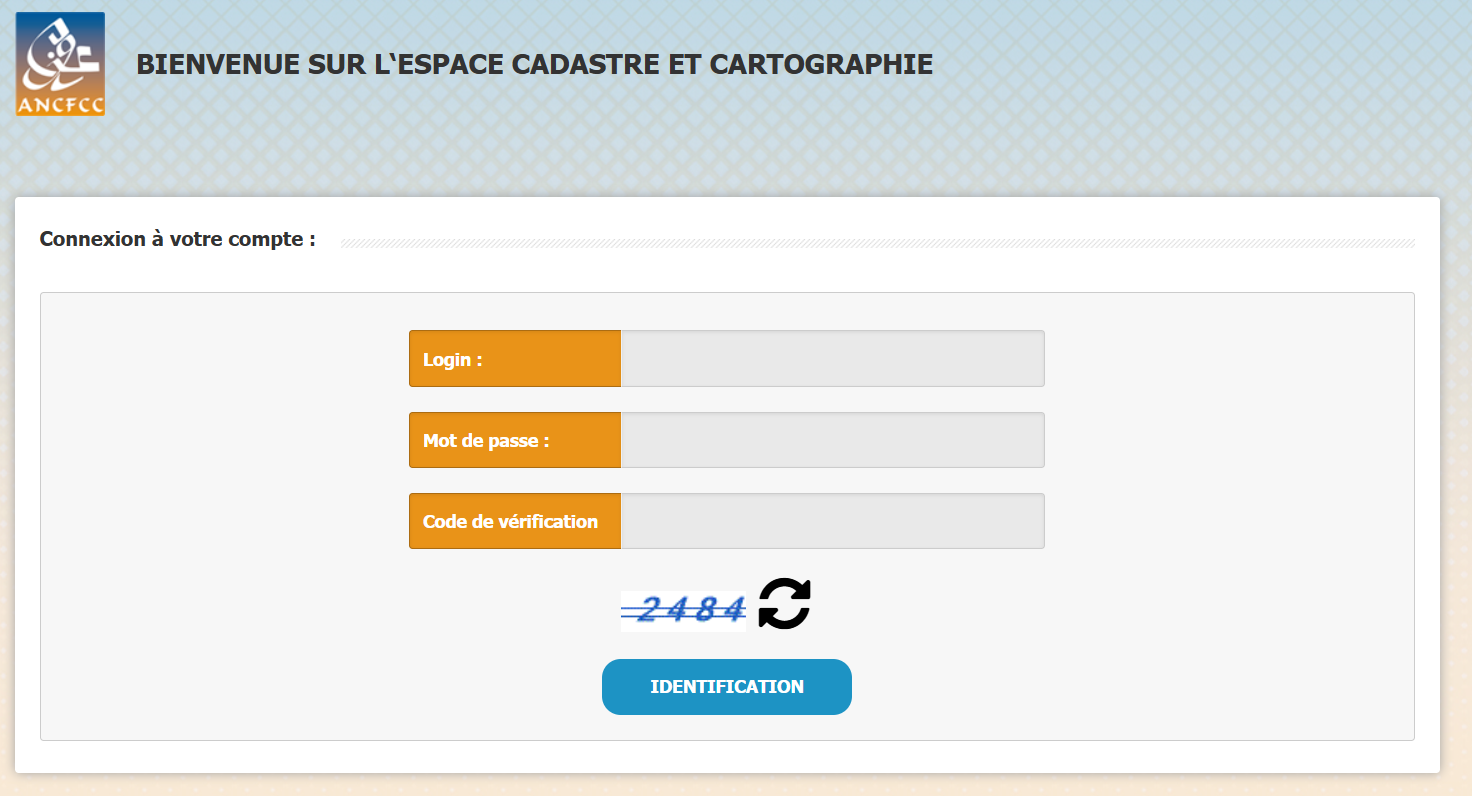 ANCFCC
BIENVENUE SUR L'ESPACE CADASTRE ET CARTOGRAPHIE
Connexion à votre compte :
Login :
Mot de passe :
Code de vérification
2484
IDENTIFICATION